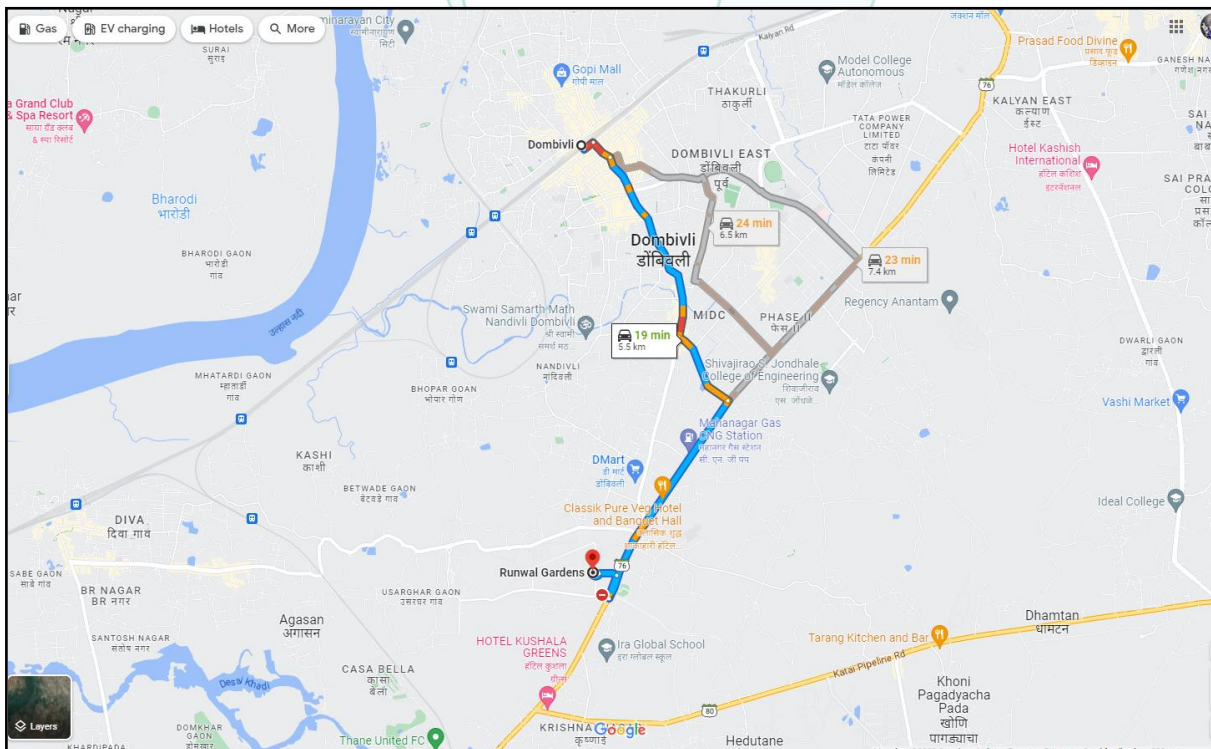 Gas
EV charging
Hotels
More
SURAI
सुराई
स्वामीनारायण
सिटी
Gopi Mall
गोपी माल
Kalyan Rd
Model College
Autonomous
मॉडेल कॉलेज
Prasad Food Divine
प्रसाद फूड
डिव्हाइन
76
THAKURLI
ठाकुर्ली
KALYAN EAST
कल्याण
ईस्ट
a Grand Club
& Spa Resort
साया ग्रँड क्लब
& स्पा रिसोर्ट
TATA POWER
COMPANY
LIMITED
टाटा पॉवर
कंपनी
लिमिटेड
Dombivli
DOMBIVLI EAST
डोंबिवली
पूर्व
Hotel Kashish
International
हॉटेल कशिश
इंटरनॅशनल
Bharodi
भारोडी
24 min
6.5 km
Dombivli
डोंबिवली
BHARODI GAON
भारोडी
गाव
23 min
7.4 km
उल्हास नदी
Swami Samarth Math
Nandivli Dombivli
श्री स्वामी
समर्थ मठ...
MIDC
PHASE II
फेस II
Regency Anantam
19 min
5.5 km
DWARLI GAON
द्वारली
गाव
NANDIVLI
नांदिवली
Shivajirao S. Jondhale
College of Engineering
शिवाजीराव
एस. जोंधळे
MHATARDI GAON
म्हातार्डी
गाव
BHOPAR GOAN
भोपार गोण
Vashi Market
Mahanagar Gas
CNG Station
महानगर गैस स्टेशन
सी. एन. जी पंप
KASHI
काशी
DMart
डी मार्ट
डोंबिवली
BETWADE GAON
बेटवडे गाव
Classik Pure Veg Hotel
and Banquet Hall
क्लासिक शुद्ध
शाकाहारी हॉटेल...
Ideal College
DIVA
दिवा गाव
Runwal Gardens
76
SABE GAON
साबे गांव
BR NAGAR
BR नगर
USARGHAR GAON
उसरघर गाव
Agasan
अगासन
Dhamtan
धामटन
SANTOSH NAGAR
संतोष नगर
HOTEL KUSHALA
GREENS
हॉटेल कुशला
ग्रीन्स
Ira Global School
इरा ग्लोबल स्कूल
Tarang Kitchen and Bar
Katai Pipeline Rd
CASA BELLA
कासा
बेला
Desai Khadi
Khoni
Pagadyacha
Pada
खोणि
पागड्याचा
80
Layers
DOMKHAR
GAON
Thane United FC
कृष्णाई
Google
Hedutane
KHARDIPADA